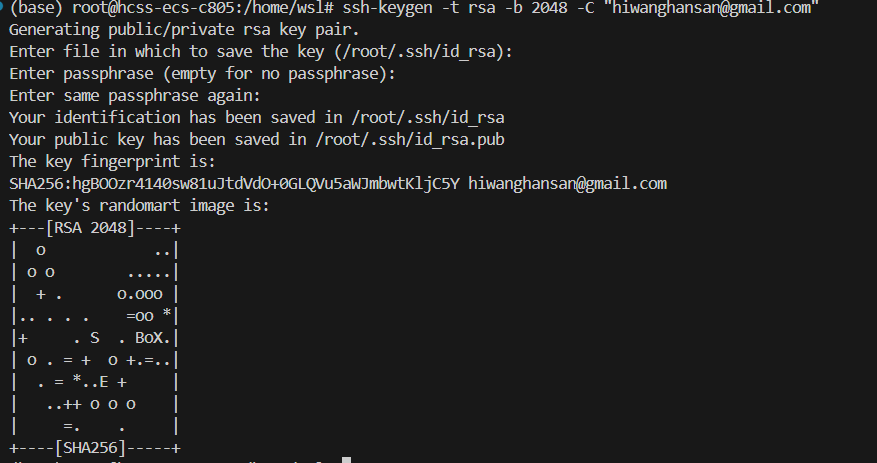 (base) root@hcss-ecs-c805:/home/wsl# ssh-keygen -t rsa -b 2048 -C "hiwanghansan@gmail.com"
Generating public/private rsa key pair.
Enter file in which to save the key (/root/.ssh/id_rsa):
Enter passphrase (empty for no passphrase):
Enter same passphrase again:
Your identification has been saved in /root/.ssh/id_rsa
Your public key has been saved in /root/.ssh/id_rsa.pub
The key fingerprint is:
SHA256:hgBOOzr4140sw81uJtdVdO+0GLQVu5aWJmbwtKljC5Y hiwanghansan@gmail.com
The key's randomart image is:
+---[RSA 2048]----+
|  o            ..|
| o o        .....|
|  + .      o.ooo |
|.. . . .    =oo *|
|+     . S  . BoX.|
| o . = +  o +.=..|
|  . = *..E +     |
|   ..++ o o o    |
|     =.    .     |
+----[SHA256]-----+